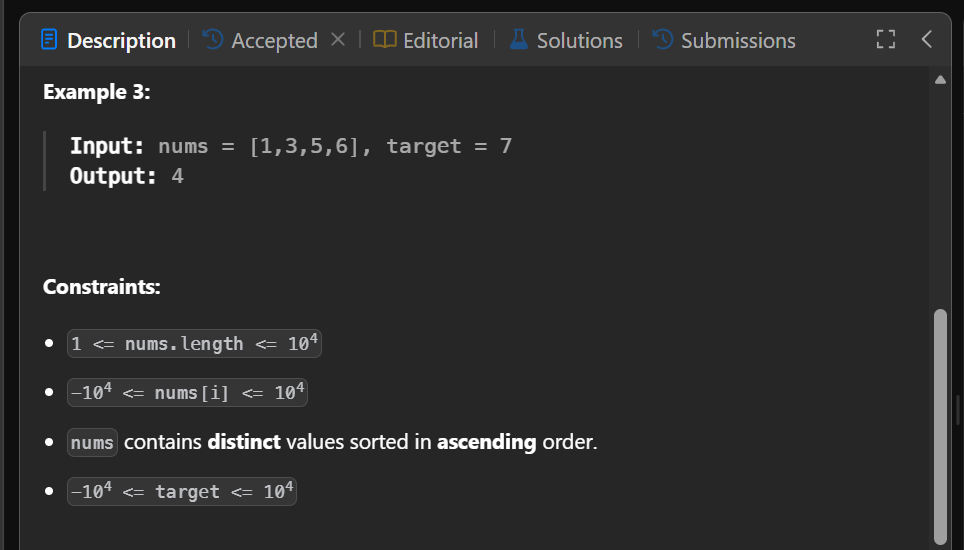 Description Accepted Editorial Solutions Submissions
Example 3:
Input: nums = [1,3,5,6], target = 7
Output: 4
Constraints:
1 <= nums.length <= 10⁴
-10⁴ <= nums[i] <= 10⁴
nums contains distinct values sorted in ascending order.
-10⁴ <= target <= 10⁴